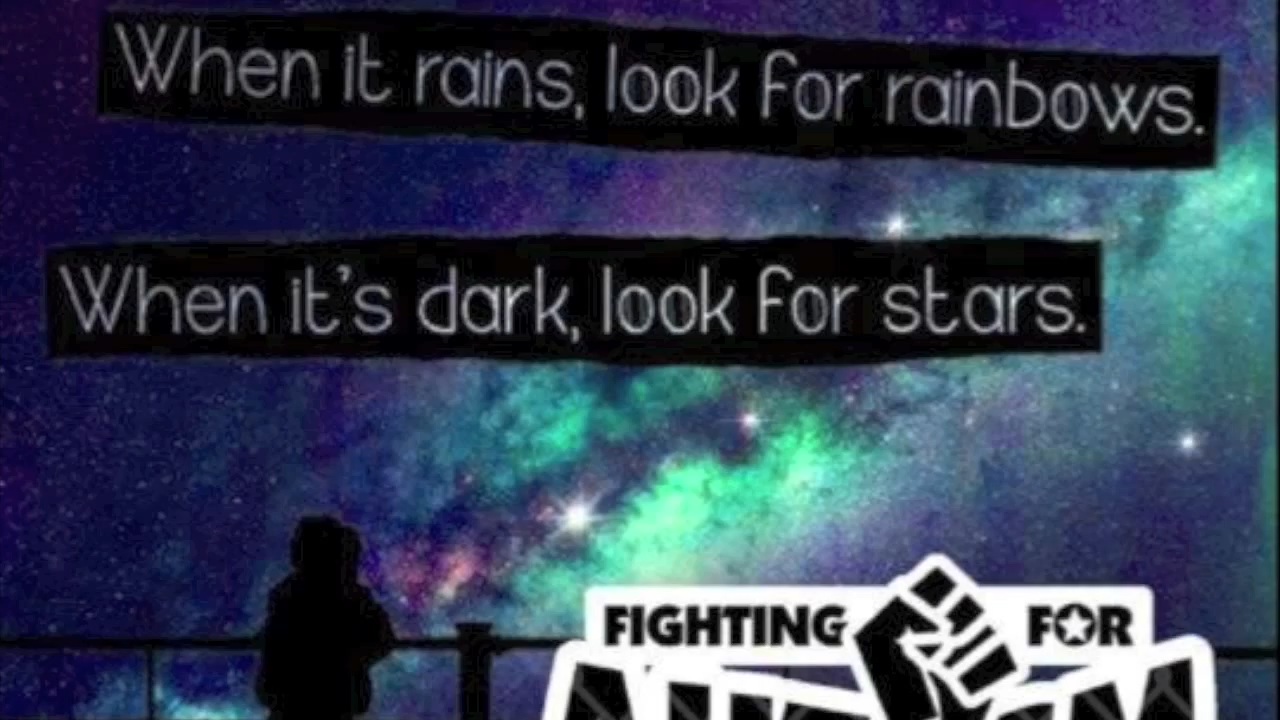 When it rains, look for rainbows.
When it's dark, look for stars.
FIGHTING FOR